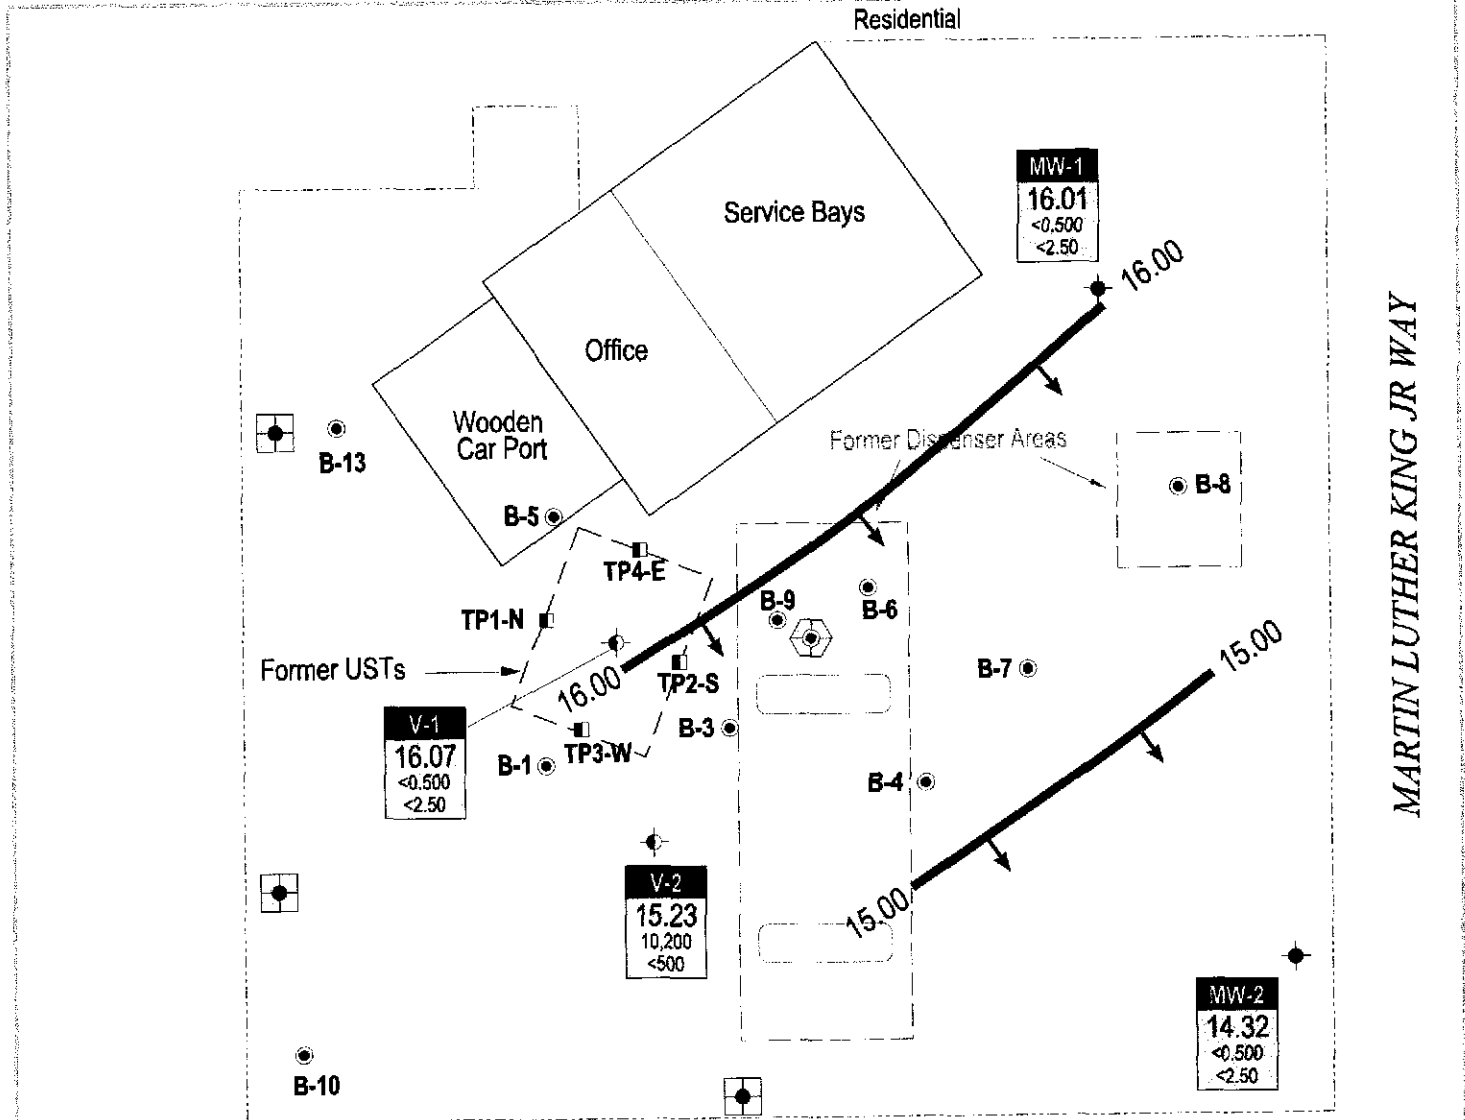 Residential
MW-1
16.01
<0.500
<2.50
16.00
Service Bays
Office
Wooden
Car Port
Former Dispenser Areas
B-13
B-8
B-5
TP4-E
B-9
B-6
TP1-N
Former USTs
16.00
TP2-S
B-7
15.00
V-1
16.07
<0.500
<2.50
B-3
TP3-W
B-1
B-4
V-2
15.23
10,200
<500
15.00
MW-2
14.32
<0.500
<2.50
B-10
MARTIN LUTHER KING JR WAY